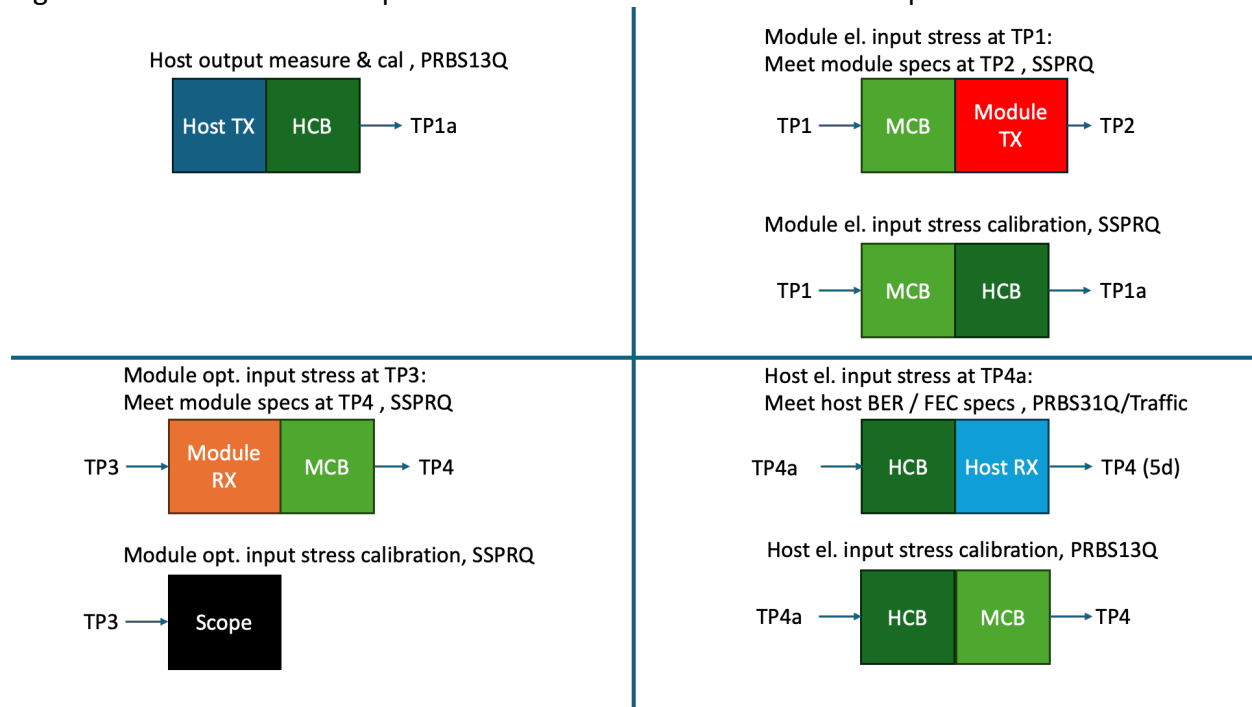 Host output measure & cal , PRBS13Q
Host TX
HCB
TP1a
Module el. input stress at TP1:
Meet module specs at TP2 , SSPRQ
TP1
MCB
Module
TX
TP2
Module el. input stress calibration, SSPRQ
TP1
MCB
HCB
TP1a
Module opt. input stress at TP3:
Meet module specs at TP4 , SSPRQ
TP3
Module
RX
MCB
TP4
Module opt. input stress calibration, SSPRQ
TP3
Scope
Host el. input stress at TP4a:
Meet host BER / FEC specs , PRBS31Q/Traffic
TP4a
HCB
Host RX
TP4 (5d)
Host el. input stress calibration, PRBS13Q
TP4a
HCB
MCB
TP4